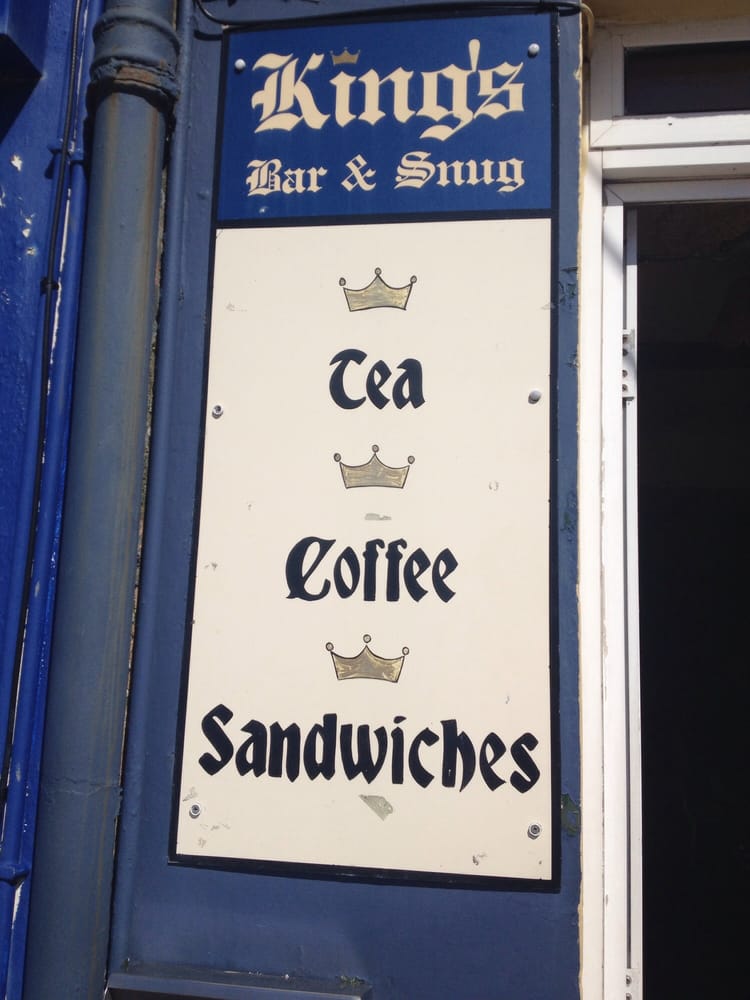 King's
Bar & Snug
Tea
Coffee
Sandwiches